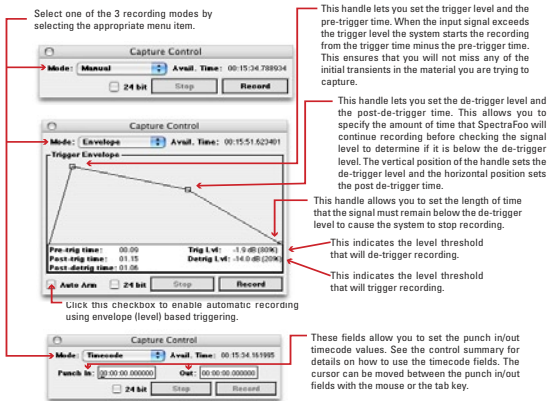 Select one of the 3 recording modes by
selecting the appropriate menu item.
This handle lets you set the trigger level and the
pre-trigger time. When the input signal exceeds
the trigger level the system starts the recording
from the trigger time minus the pre-trigger time.
This ensures that you will not miss any of the
initial transients in the material you are trying to
capture.
Capture Control
Mode: Manual Avail. Time: 00:15:34.788934
24 bit Stop Record
This handle lets you set the de-trigger level and
the post-de-trigger time. This allows you to
specify the amount of time that SpectraFoo will
continue recording before checking the signal
level to determine if it is below the de-trigger
level. The vertical position of the handle sets the
de-trigger level and the horizontal position sets
the post de-trigger time.
Capture Control
Mode: Envelope Avail. Time: 00:15:51.623401
Trigger Envelope
This handle allows you to set the length of time
that the signal must remain below the de-trigger
level to cause the system to stop recording.
Pre-trig time: 00.09 Trig Lvl: -1.9 dB (80%)
Post-trig time: 01.15 Detrig Lvl: -14.0 dB (20%)
Post-detrig time: 01.06
This indicates the level threshold
that will de-trigger recording.
This indicates the level threshold
that will trigger recording.
Auto Arm 24 bit Stop Record
Click this checkbox to enable automatic recording
using envelope (level) based triggering.
Capture Control
Mode: Timecode Avail. Time: 00:15:34.161995
Punch In: 00:00:00.000000 Out: 00:00:00.000000
24 bit Stop Record
These fields allow you to set the punch in/out
timecode values. See the control summary for
details on how to use the timecode fields. The
cursor can be moved between the punch in/out
fields with the mouse or the tab key.